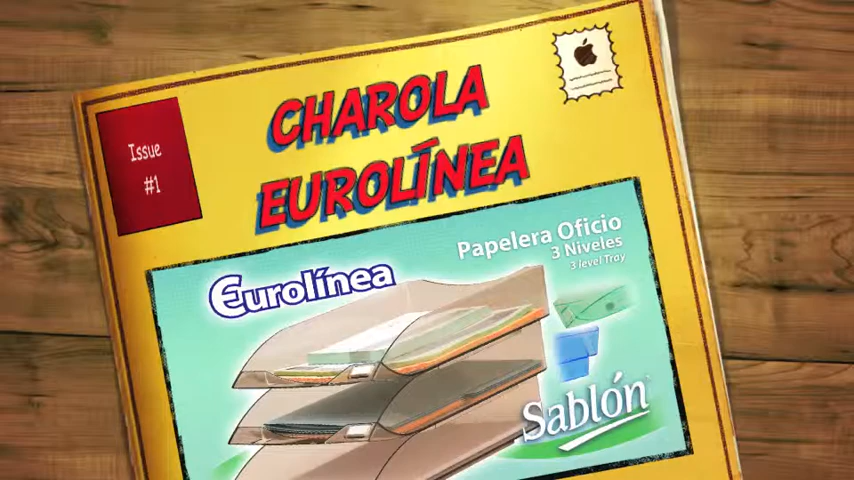 Issue
#1
CHAROLA
EUROLÍNEA
Papelera Oficio
3 Niveles
3 level Tray
Eurolínea
Sablón